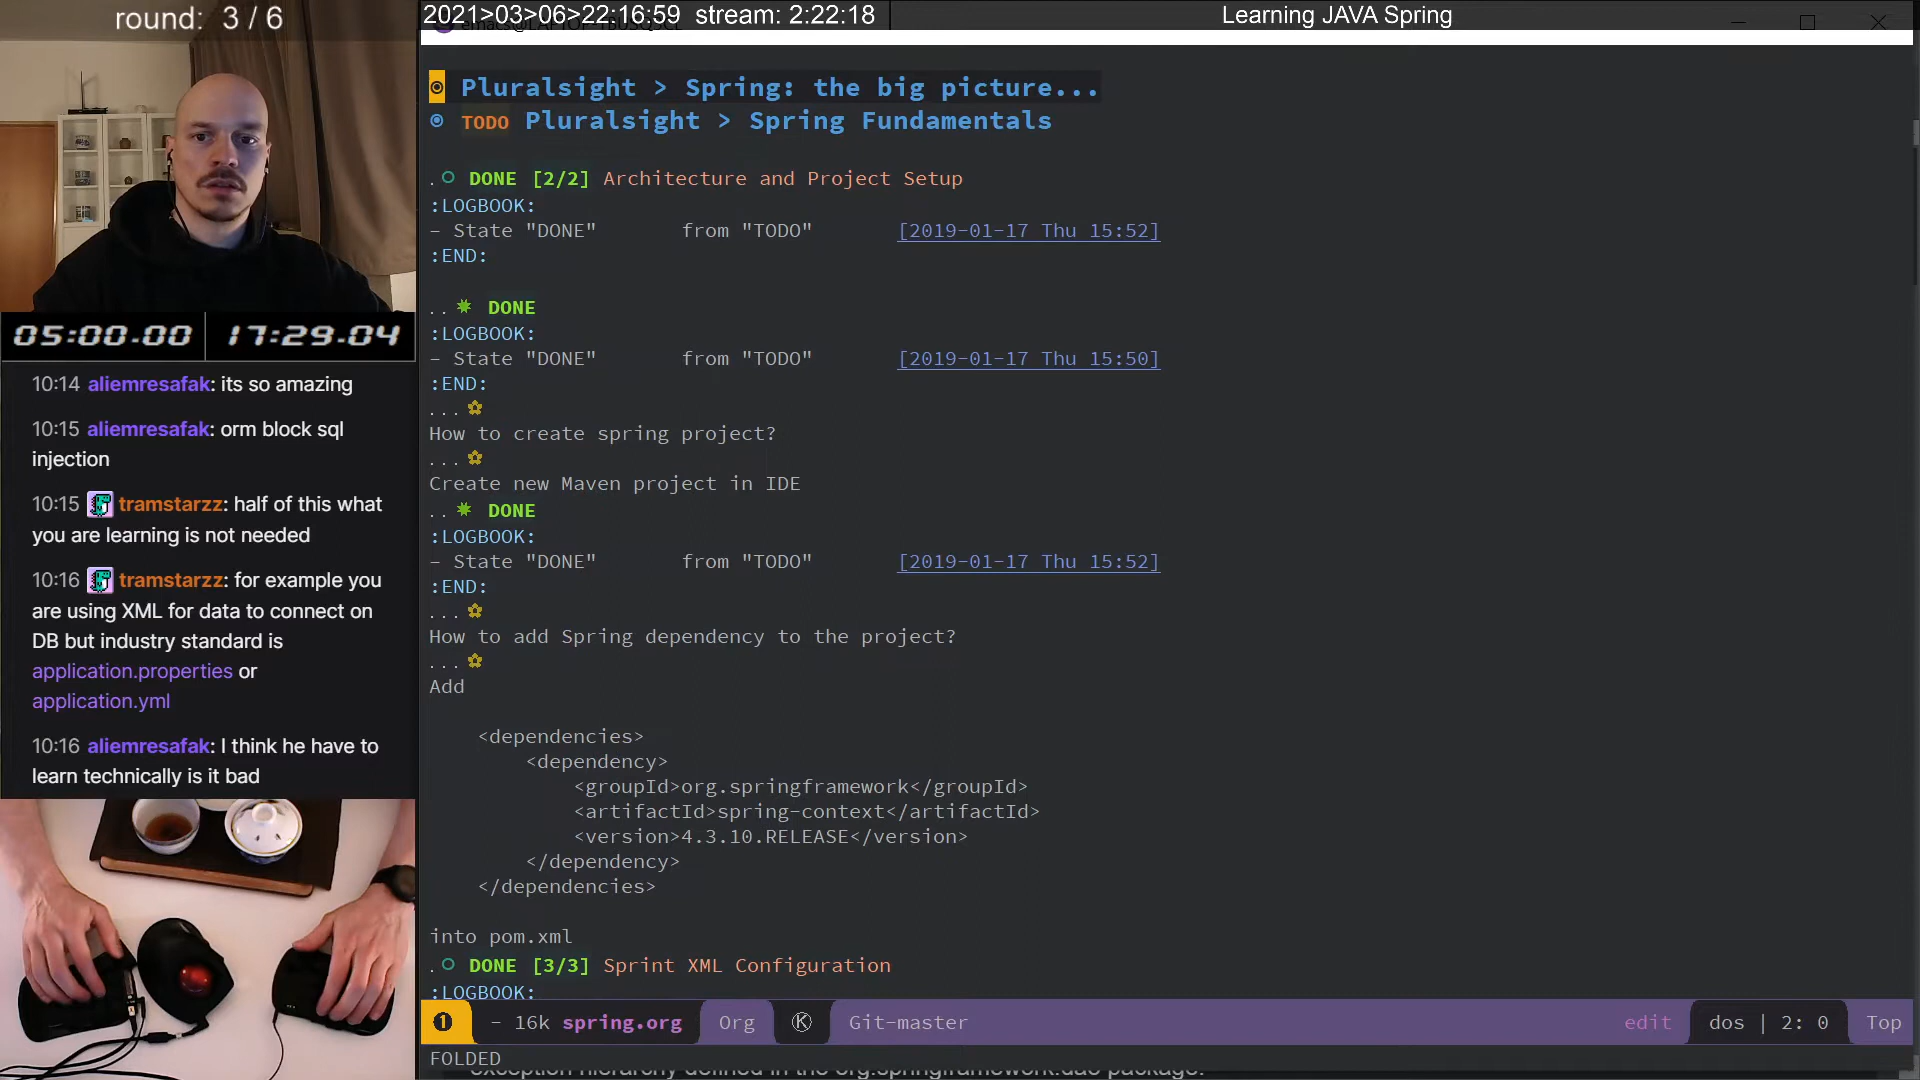 round: 3 / 6
2021>03>06>22:16:59 stream: 2:22:18
Learning JAVA Spring
05:00.00
17:29.04
10:14 aliemresafak: its so amazing
10:15 aliemresafak: orm block sql
injection
10:15 tramstarzz: half of this what
you are learning is not needed
10:16 tramstarzz: for example you
are using XML for data to connect on
DB but industry standard is
application.properties or
application.yml
10:16 aliemresafak: I think he have to
learn technically is it bad
Pluralsight > Spring: the big picture...
TODO Pluralsight > Spring Fundamentals
. DONE [2/2] Architecture and Project Setup
:LOGBOOK:
- State "DONE" from "TODO" [2019-01-17 Thu 15:52]
:END:
.. DONE
:LOGBOOK:
- State "DONE" from "TODO" [2019-01-17 Thu 15:50]
:END:
...
How to create spring project?
...
Create new Maven project in IDE
.. DONE
:LOGBOOK:
- State "DONE" from "TODO" [2019-01-17 Thu 15:52]
:END:
...
How to add Spring dependency to the project?
...
Add
<dependencies>
<dependency>
<groupId>org.springframework</groupId>
<artifactId>spring-context</artifactId>
<version>4.3.10.RELEASE</version>
</dependency>
</dependencies>
into pom.xml
. DONE [3/3] Sprint XML Configuration
:LOGBOOK:
1 - 16k spring.org Org K Git-master edit dos | 2: 0 Top
FOLDED
exception hierarchy defined in the org.springframework.dao package.